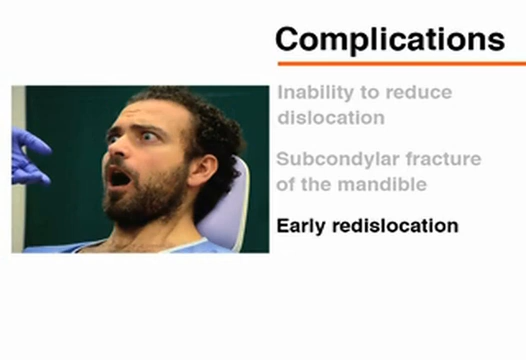 Complications
Inability to reduce
dislocation
Subcondylar fracture
of the mandible
Early redislocation